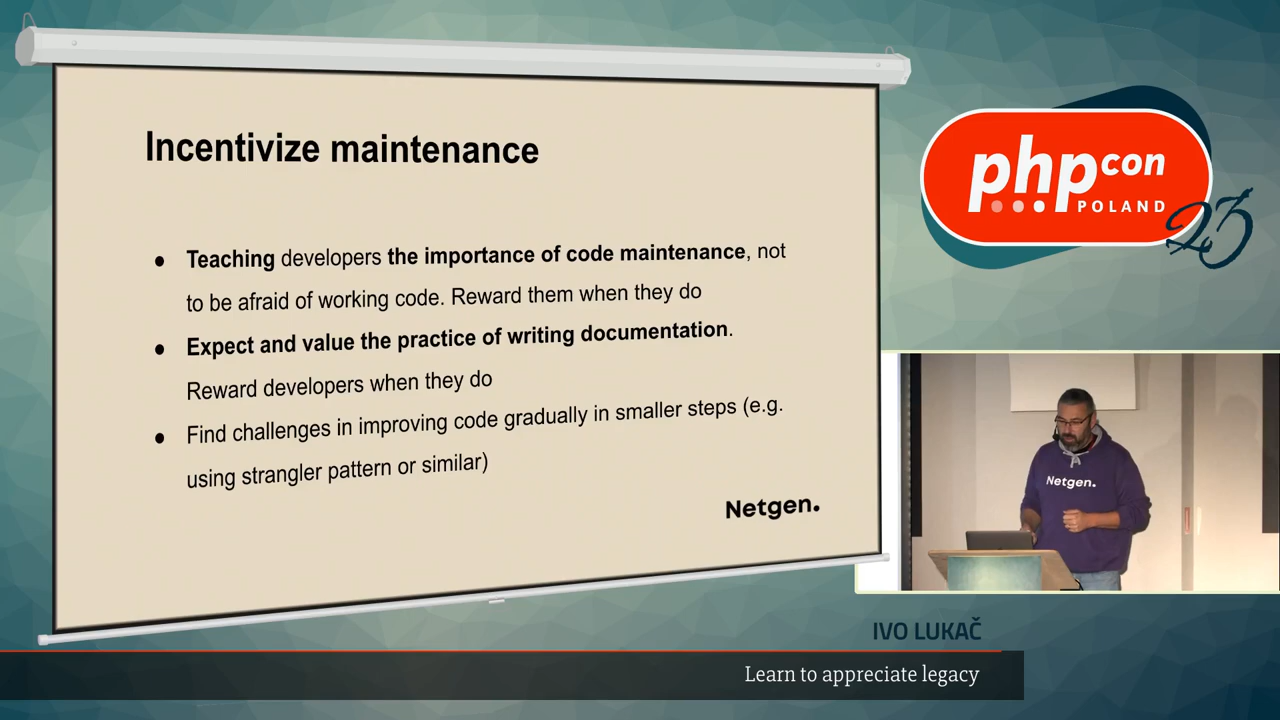 Incentivize maintenance
● Teaching developers the importance of code maintenance, not
to be afraid of working code. Reward them when they do
● Expect and value the practice of writing documentation.
Reward developers when they do
● Find challenges in improving code gradually in smaller steps (e.g.
using strangler pattern or similar)
Netgen.
phpcon
POLAND
23
Netgen.
IVO LUKAČ
Learn to appreciate legacy